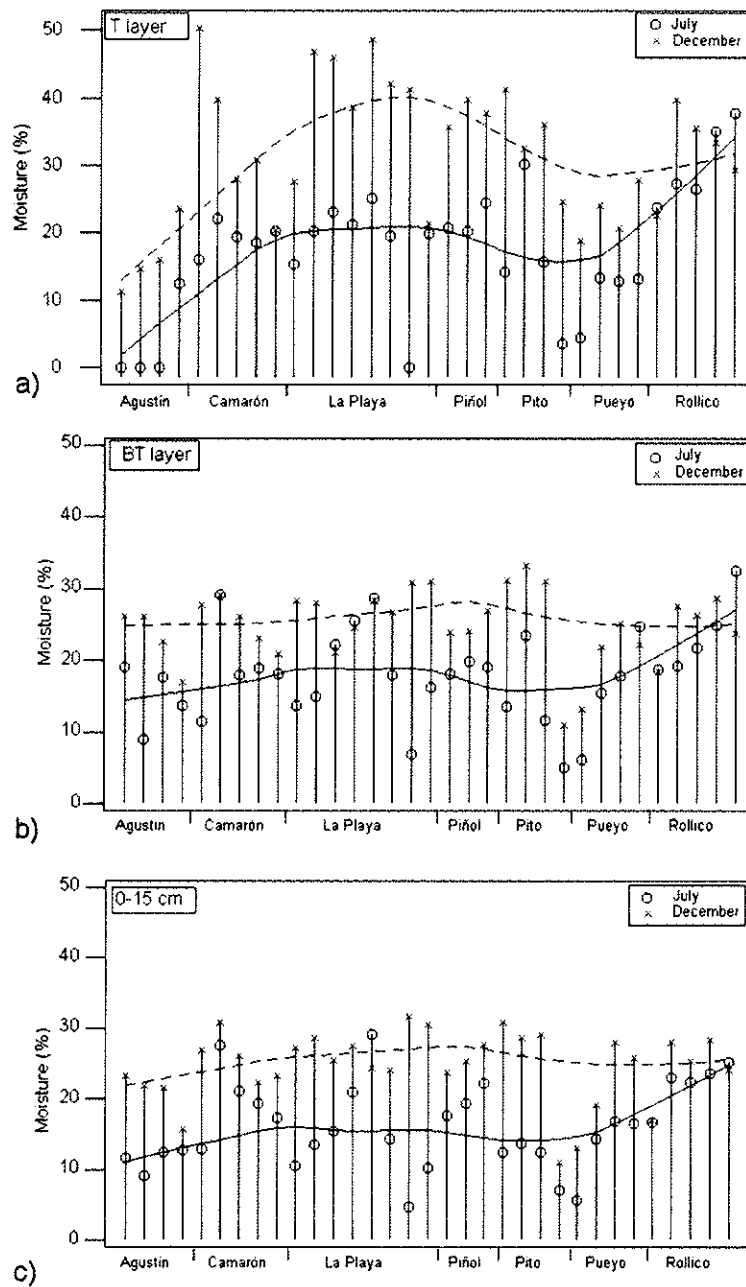 T layer
July
December
50
40
30
20
10
0
Moisture (%)
a)
Agustín Camarón La Playa Piñol Pito Pueyo Rollico
BT layer
July
December
50
40
30
20
10
0
Moisture (%)
b)
Agustín Camarón La Playa Piñol Pito Pueyo Rollico
0-15 cm
July
December
50
40
30
20
10
0
Moisture (%)
c)
Agustín Camarón La Playa Piñol Pito Pueyo Rollico